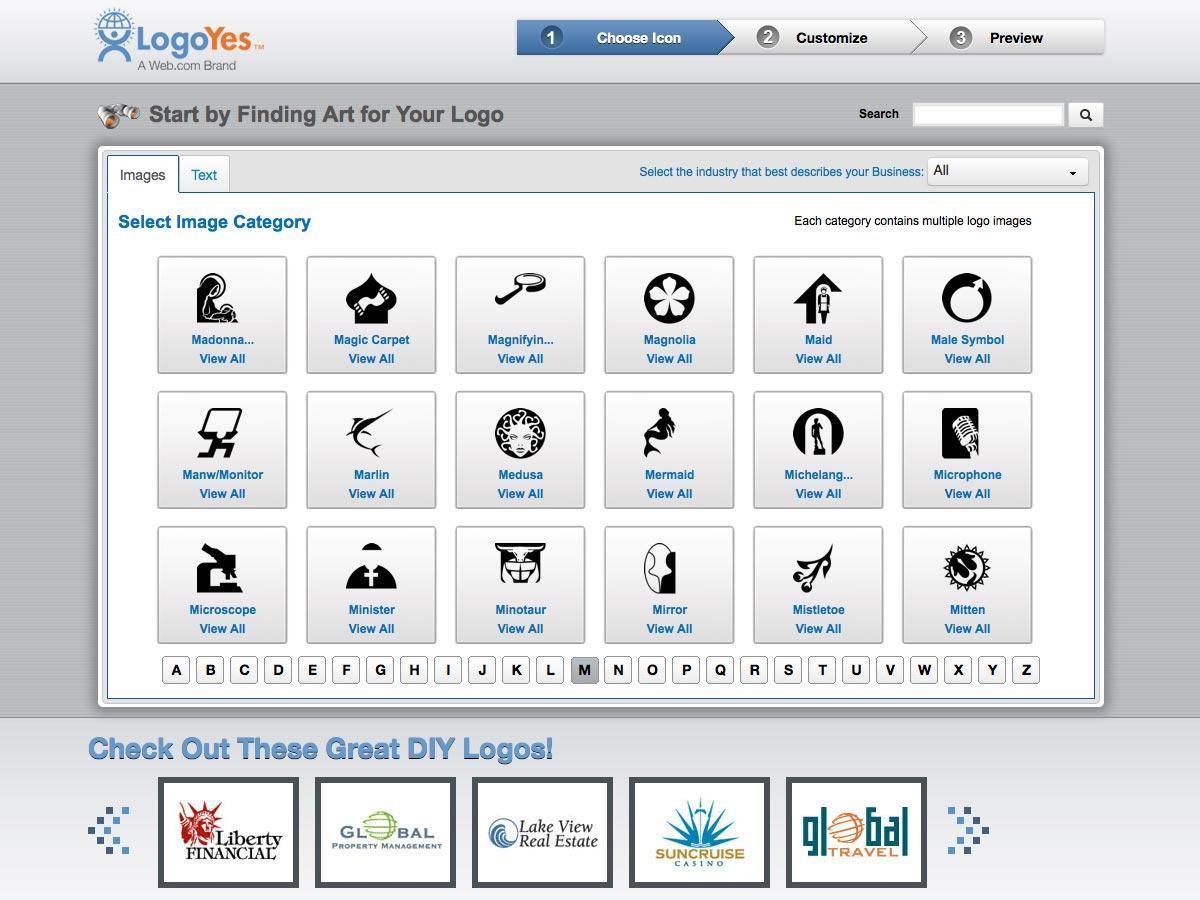 LogoYes™
A Web.com Brand
1 Choose Icon 2 Customize 3 Preview
Start by Finding Art for Your Logo
Search
Images Text
Select the industry that best describes your Business: All
Select Image Category
Each category contains multiple logo images
Madonna... Magic Carpet Magnifyin... Magnolia Maid Male Symbol
View All View All View All View All View All View All
Manw/Monitor Marlin Medusa Mermaid Michelang... Microphone
View All View All View All View All View All View All
Microscope Minister Minotaur Mirror Mistletoe Mitten
View All View All View All View All View All View All
A B C D E F G H I J K L M N O P Q R S T U V W X Y Z
Check Out These Great DIY Logos!
Liberty
FINANCIAL
GLOBAL
PROPERTY MANAGEMENT
Lake View
Real Estate
SUNCRUISE
CASINO
global
TRAVEL